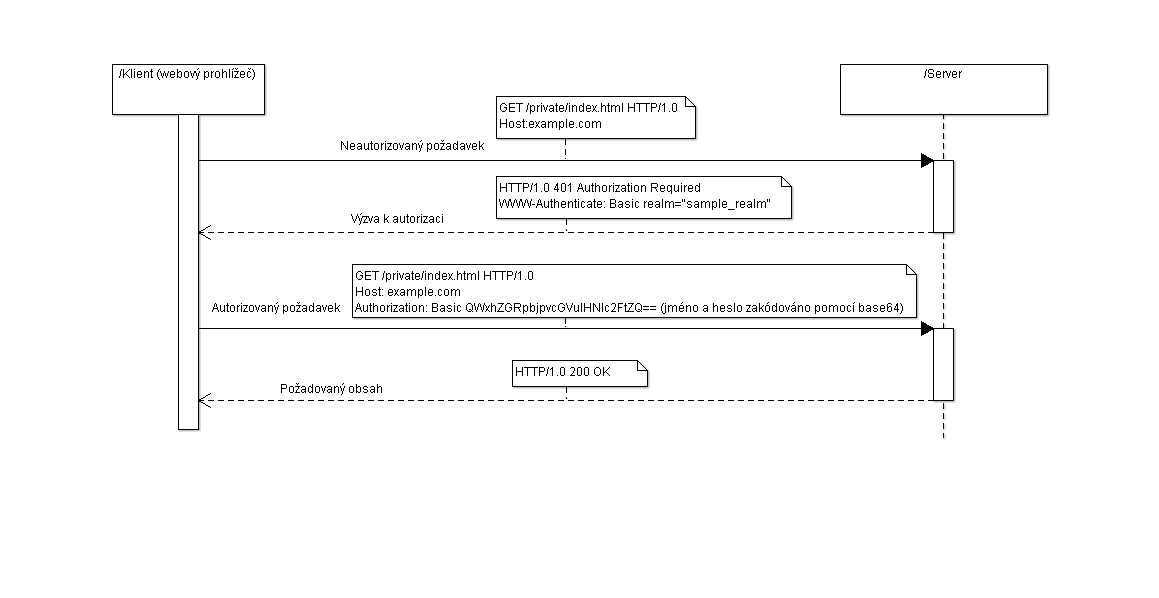 /Klient (webový prohlížeč)
/Server
GET /private/index.html HTTP/1.0
Host:example.com
Neautorizovaný požadavek
HTTP/1.0 401 Authorization Required
WWW-Authenticate: Basic realm="sample_realm"
Výzva k autorizaci
GET /private/index.html HTTP/1.0
Host: example.com
Authorization: Basic QWxhZGRpbjpvcGVuIHNlc2FtZQ== (jméno a heslo zakódováno pomocí base64)
Autorizovaný požadavek
HTTP/1.0 200 OK
Požadovaný obsah